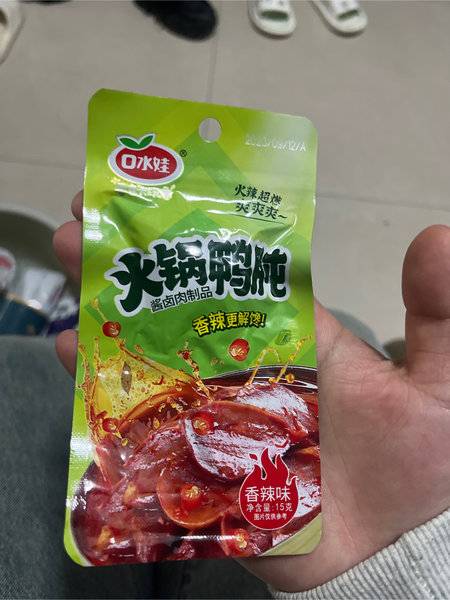 口水娃
®
火辣超燃
爽爽爽~
火锅鸭肫
酱卤肉制品
香辣更解馋!
香辣味
净含量:15克
图片仅供参考